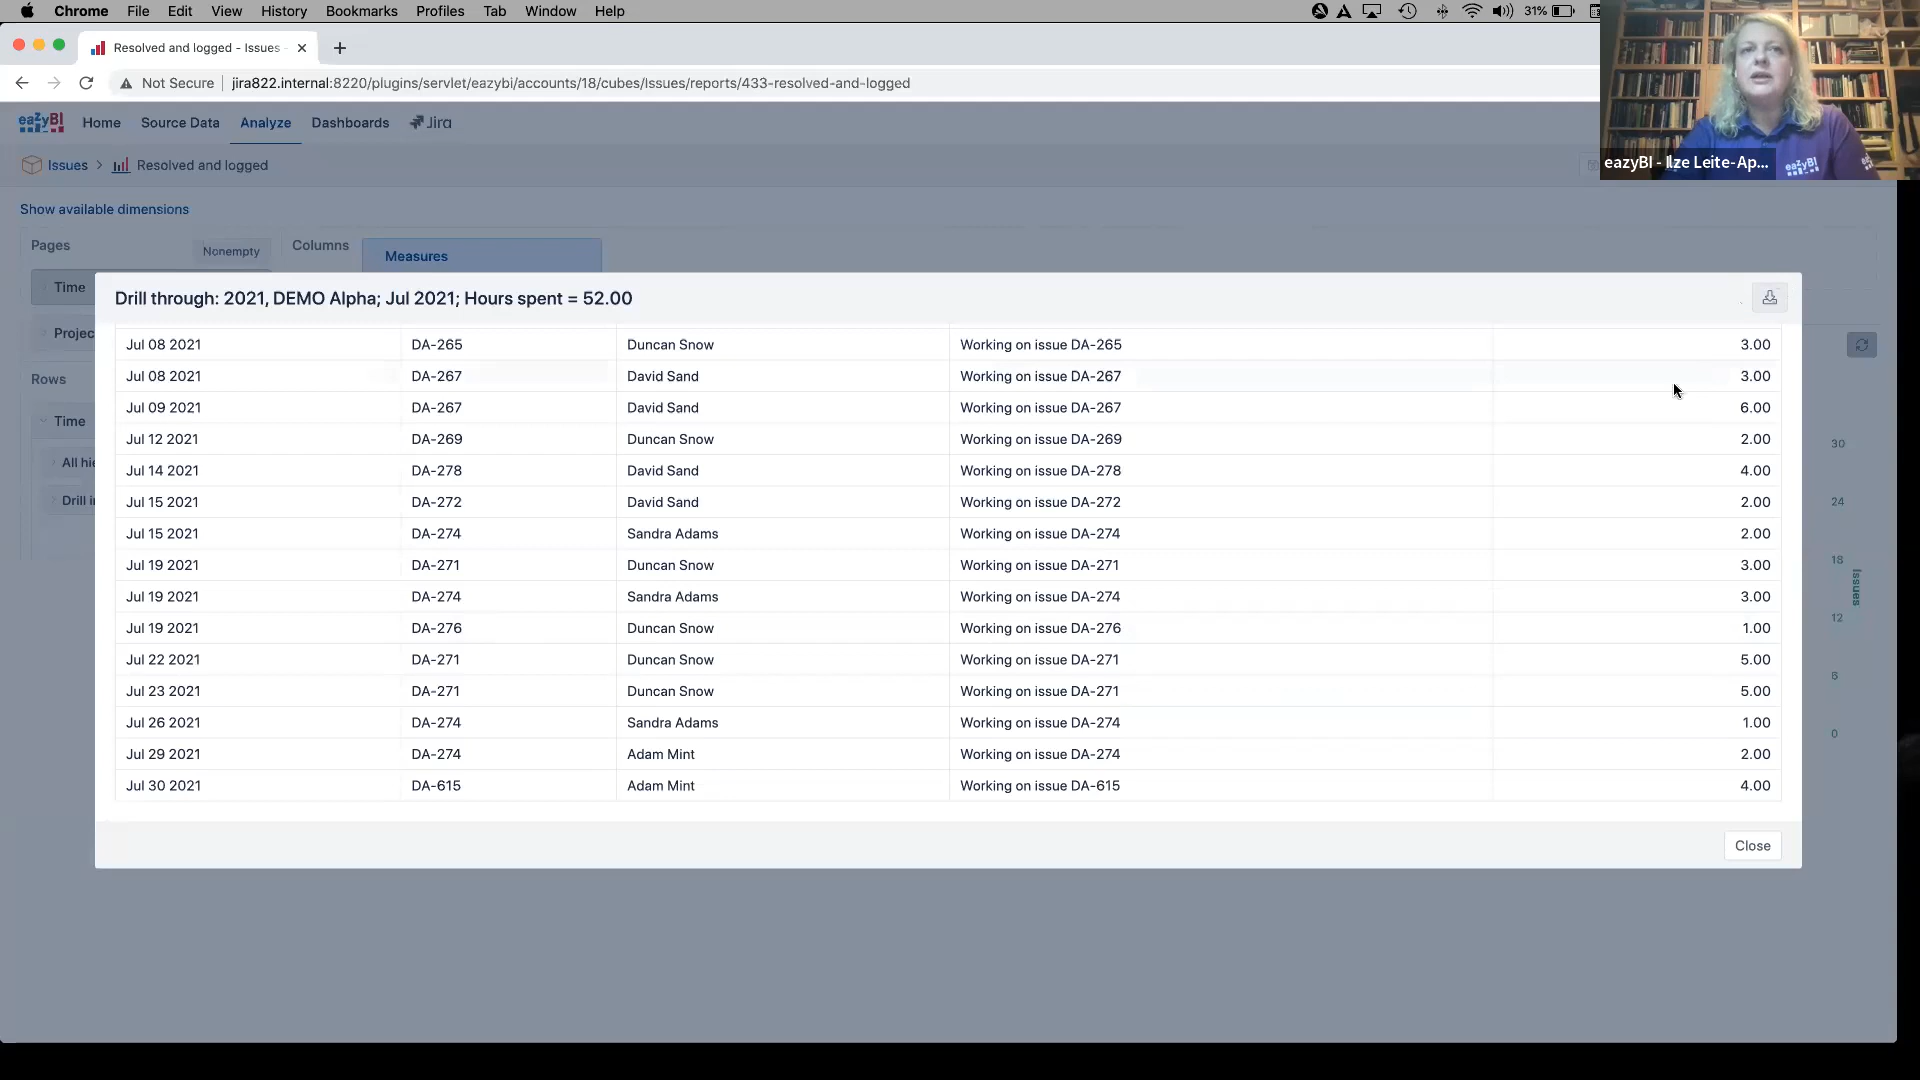 Chrome File Edit View History Bookmarks Profiles Tab Window Help 31%
Resolved and logged - Issues -
Not Secure jira822.internal:8220/plugins/servlet/eazybi/accounts/18/cubes/Issues/reports/433-resolved-and-logged
eazyBI Home Source Data Analyze Dashboards Jira
Issues > Resolved and logged
eazyBI - Ilze Leite-Ap...
eazyBI
Show available dimensions
Pages Nonempty Columns Measures
Time
Projec
Rows
Time
All hie
Drill i
Drill through: 2021, DEMO Alpha; Jul 2021; Hours spent = 52.00
Jul 08 2021 DA-265 Duncan Snow Working on issue DA-265 3.00
Jul 08 2021 DA-267 David Sand Working on issue DA-267 3.00
Jul 09 2021 DA-267 David Sand Working on issue DA-267 6.00
Jul 12 2021 DA-269 Duncan Snow Working on issue DA-269 2.00
Jul 14 2021 DA-278 David Sand Working on issue DA-278 4.00
Jul 15 2021 DA-272 David Sand Working on issue DA-272 2.00
Jul 15 2021 DA-274 Sandra Adams Working on issue DA-274 2.00
Jul 19 2021 DA-271 Duncan Snow Working on issue DA-271 3.00
Jul 19 2021 DA-274 Sandra Adams Working on issue DA-274 3.00
Jul 19 2021 DA-276 Duncan Snow Working on issue DA-276 1.00
Jul 22 2021 DA-271 Duncan Snow Working on issue DA-271 5.00
Jul 23 2021 DA-271 Duncan Snow Working on issue DA-271 5.00
Jul 26 2021 DA-274 Sandra Adams Working on issue DA-274 1.00
Jul 29 2021 DA-274 Adam Mint Working on issue DA-274 2.00
Jul 30 2021 DA-615 Adam Mint Working on issue DA-615 4.00
Close
30
24
18
12
6
0
Issues